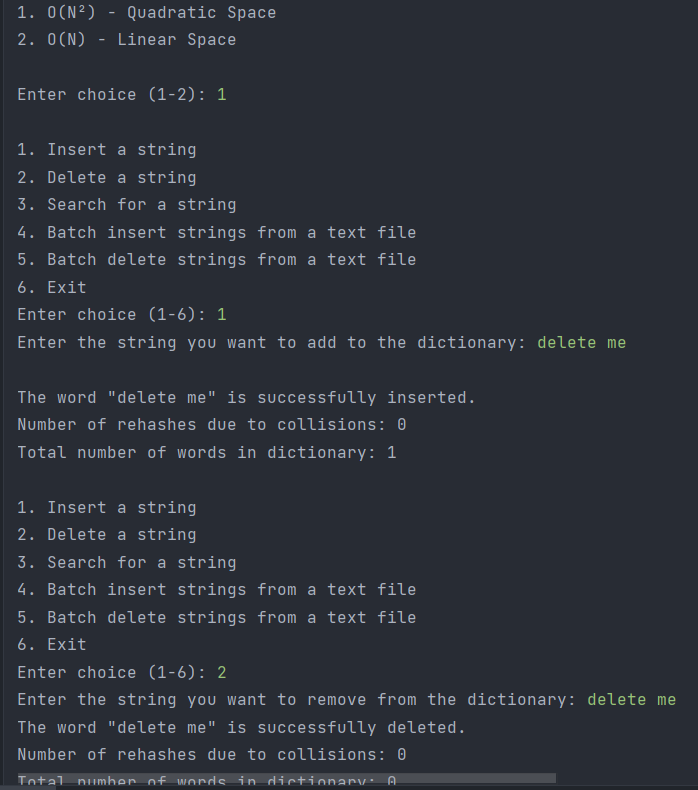 1. O(N²) - Quadratic Space
2. O(N) - Linear Space
Enter choice (1-2): 1
1. Insert a string
2. Delete a string
3. Search for a string
4. Batch insert strings from a text file
5. Batch delete strings from a text file
6. Exit
Enter choice (1-6): 1
Enter the string you want to add to the dictionary: delete me
The word "delete me" is successfully inserted.
Number of rehashes due to collisions: 0
Total number of words in dictionary: 1
1. Insert a string
2. Delete a string
3. Search for a string
4. Batch insert strings from a text file
5. Batch delete strings from a text file
6. Exit
Enter choice (1-6): 2
Enter the string you want to remove from the dictionary: delete me
The word "delete me" is successfully deleted.
Number of rehashes due to collisions: 0
Total number of words in dictionary: 0